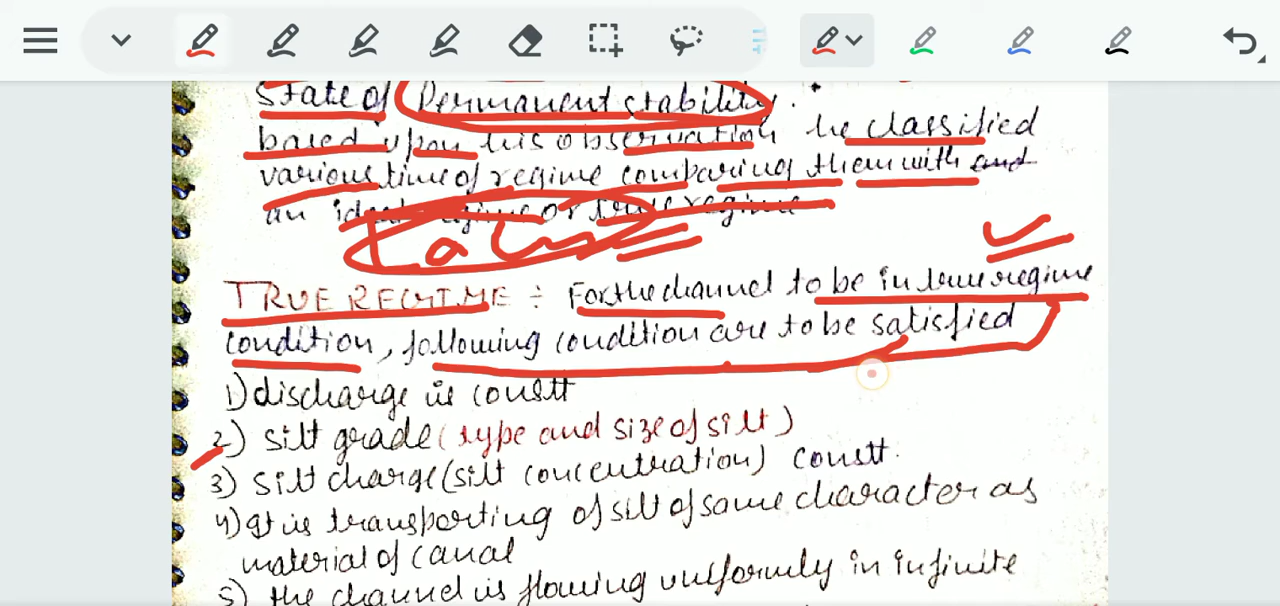 State of Permanent stability.
based upon his observation he classified
various time of regime comparing them with and
an ideal regime or true regime
TRUE REGIME ÷ For the channel to be in true regime
condition, following condition are to be satisfied
1) discharge is constt
2) silt grade (type and size of silt)
3) silt charge (silt concentration) constt.
4) It is transporting of silt of same character as
material of canal
5) the channel is flowing uniformly in infinite